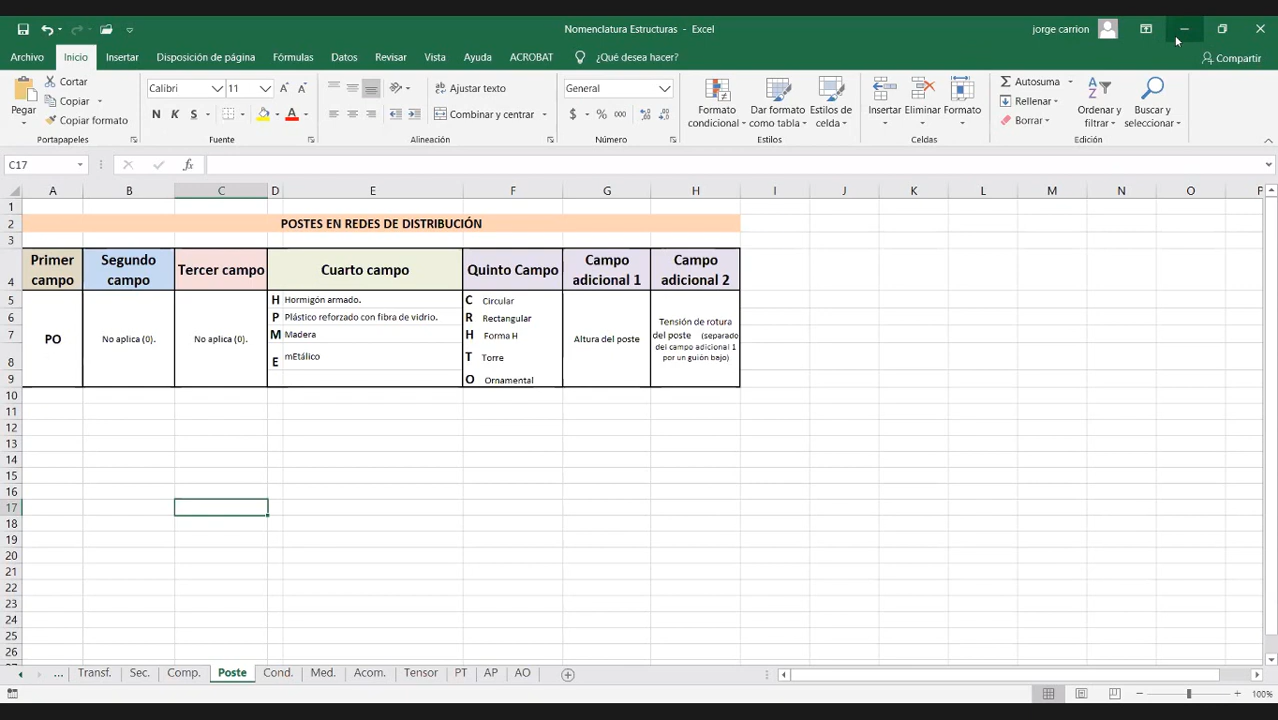 Nomenclatura Estructuras - Excel
jorge carrion
Archivo Inicio Insertar Disposición de página Fórmulas Datos Revisar Vista Ayuda ACROBAT ¿Qué desea hacer? Compartir
Pegar
Cortar
Copiar
Copiar formato
Portapapeles
Calibri 11
N K S
Fuente
Ajustar texto
Combinar y centrar
Alineación
General
$ % 000
Número
Formato condicional
Dar formato como tabla
Estilos de celda
Estilos
Insertar
Eliminar
Formato
Celdas
Autosuma
Rellenar
Borrar
Ordenar y filtrar
Buscar y seleccionar
Edición
C17 fx
A B C D E F G H I J K L M N O P
1
2 POSTES EN REDES DE DISTRIBUCIÓN
3
4 Primer campo Segundo campo Tercer campo Cuarto campo Quinto Campo Campo adicional 1 Campo adicional 2
5 H Hormigón armado. C Circular
6 P Plástico reforzado con fibra de vidrio. R Rectangular
7 M Madera H Forma H
PO No aplica (0). No aplica (0). Altura del poste
Tensión de rotura
del poste (separado
del campo adicional 1
por un guión bajo)
8 E mEtálico T Torre
9 O Ornamental
10
11
12
13
14
15
16
17
18
19
20
21
22
23
24
25
26
... Transf. Sec. Comp. Poste Cond. Med. Acom. Tensor PT AP AO
100%